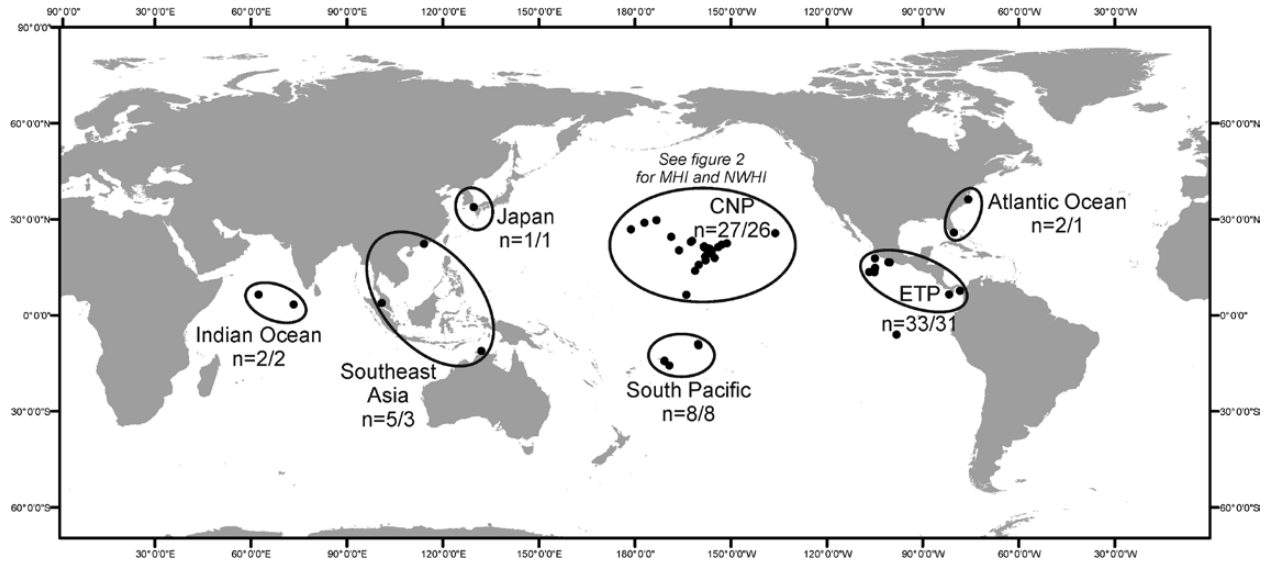 90°0'0" 30°0'0"E 60°0'0"E 90°0'0"E 120°0'0"E 150°0'0"E 180°0'0" 150°0'0"W 120°0'0"W 90°0'0"W 60°0'0"W 30°0'0"W
90°0'0"N
60°0'0"N 60°0'0"N
See figure 2
for MHI and NWHI
CNP
n=27/26
Atlantic Ocean
n=2/1
30°0'0"N 30°0'0"N
Japan
n=1/1
ETP
n=33/31
0°0'0" 0°0'0"
Indian Ocean
n=2/2
Southeast
Asia
n=5/3
South Pacific
n=8/8
30°0'0"S 30°0'0"S
60°0'0"S 60°0'0"S
30°0'0"E 60°0'0"E 90°0'0"E 120°0'0"E 150°0'0"E 180°0'0" 150°0'0"W 120°0'0"W 90°0'0"W 60°0'0"W 30°0'0"W